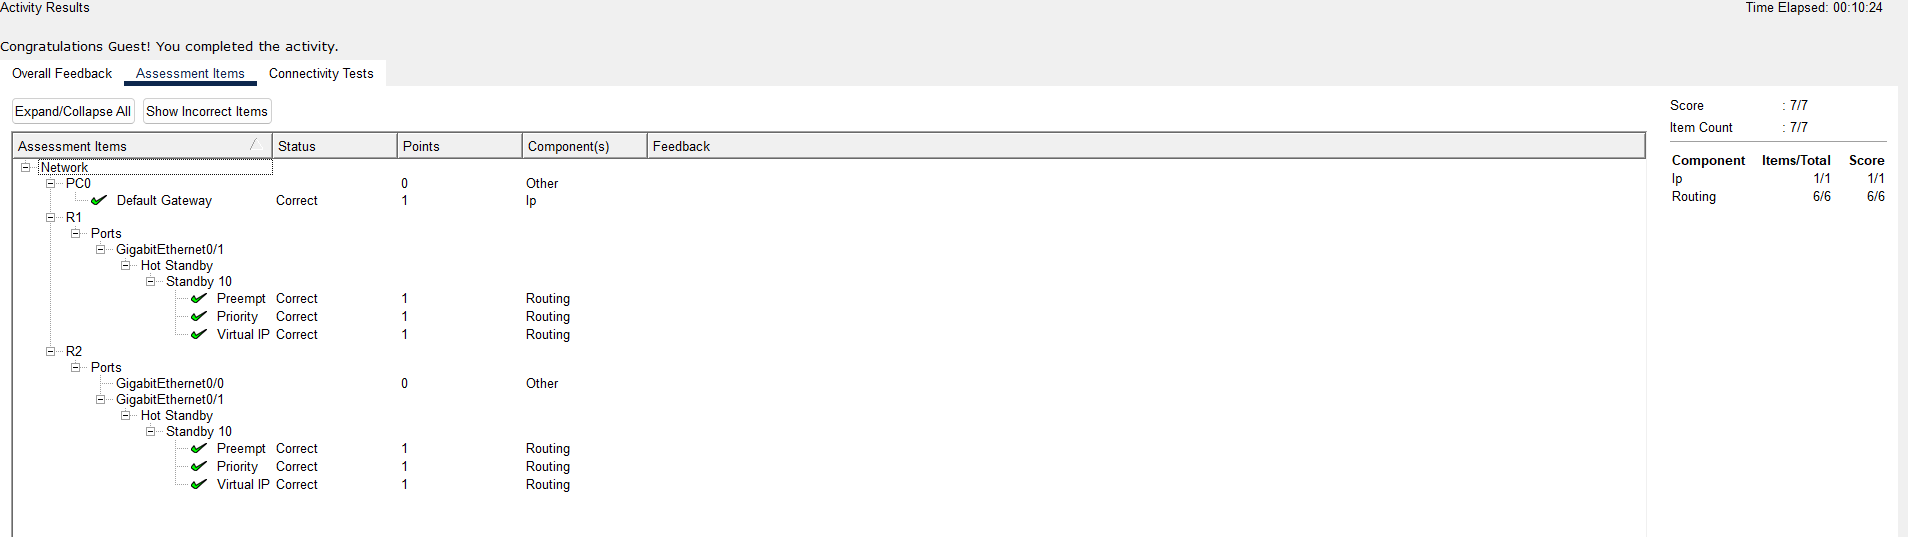 Activity Results
Time Elapsed: 00:10:24
Congratulations Guest! You completed the activity.
Overall Feedback Assessment Items Connectivity Tests
Expand/Collapse All Show Incorrect Items
Assessment Items Status Points Component(s) Feedback
Network
PC0 0 Other
Default Gateway Correct 1 Ip
R1
Ports
GigabitEthernet0/1
Hot Standby
Standby 10
Preempt Correct 1 Routing
Priority Correct 1 Routing
Virtual IP Correct 1 Routing
R2
Ports
GigabitEthernet0/0 0 Other
GigabitEthernet0/1
Hot Standby
Standby 10
Preempt Correct 1 Routing
Priority Correct 1 Routing
Virtual IP Correct 1 Routing
Score : 7/7
Item Count : 7/7
Component Items/Total Score
Ip 1/1 1/1
Routing 6/6 6/6